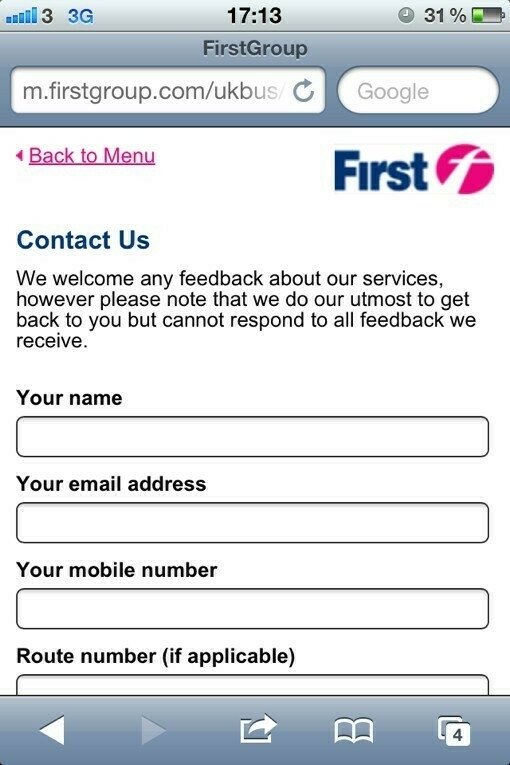 3 3G 17:13 31%
FirstGroup
m.firstgroup.com/ukbus/
Google
Back to Menu
First
Contact Us
We welcome any feedback about our services,
however please note that we do our utmost to get
back to you but cannot respond to all feedback we
receive.
Your name
Your email address
Your mobile number
Route number (if applicable)
4